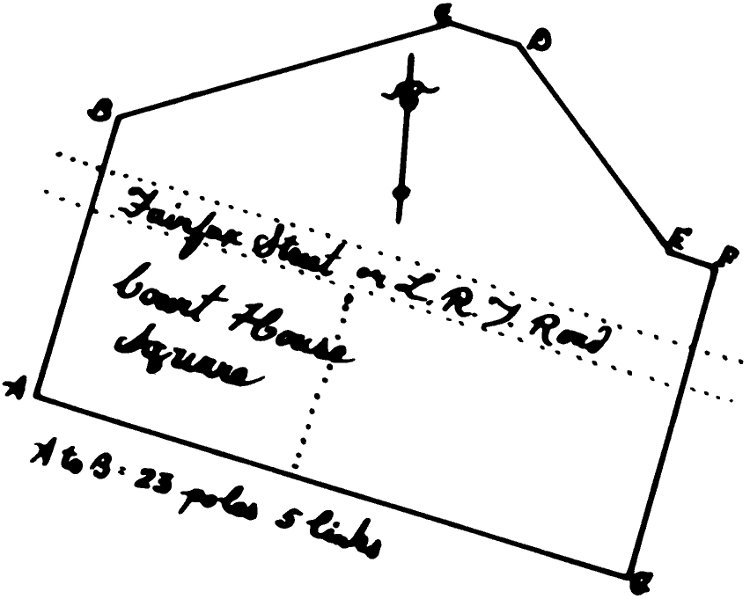 C
D
B
E
F
Fairfax Street or L. R. T Road
Court House
Square
A
A to B = 23 poles 5 links
G